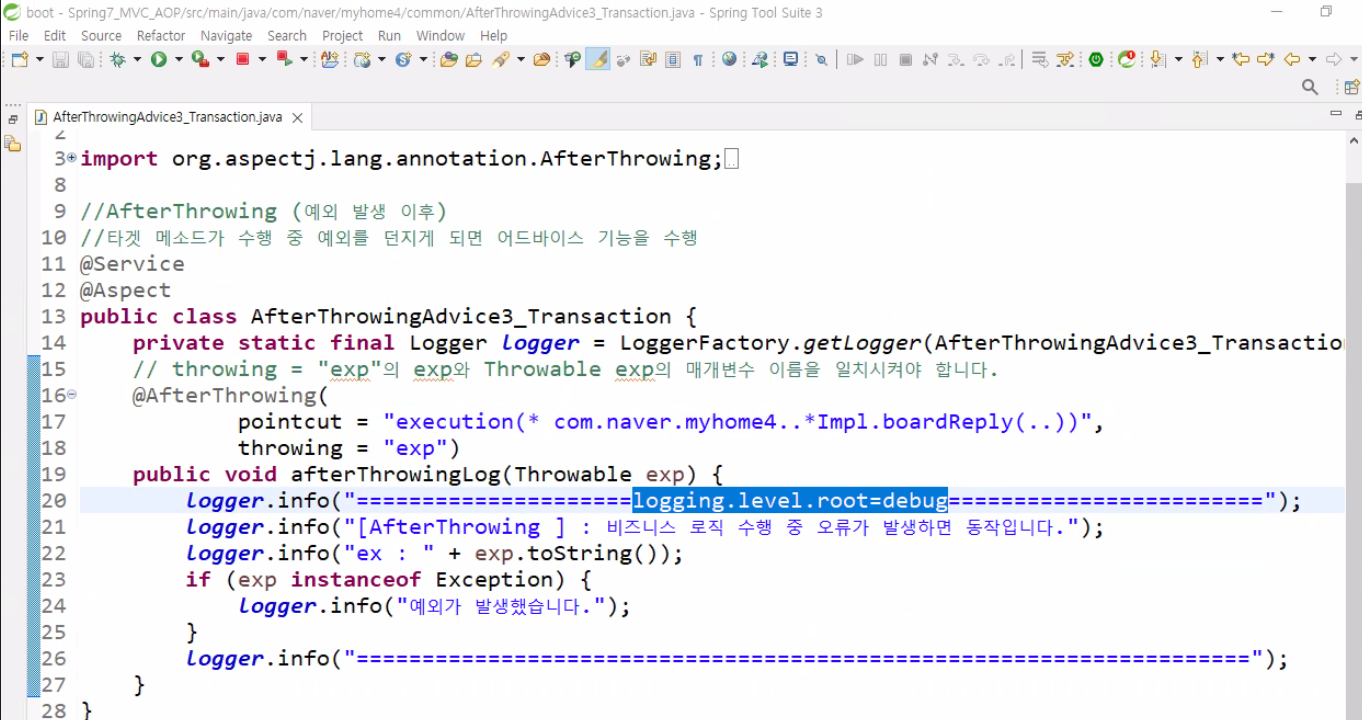 boot - Spring7_MVC_AOP/src/main/java/com/naver/myhome4/common/AfterThrowingAdvice3_Transaction.java - Spring Tool Suite 3
File Edit Source Refactor Navigate Search Project Run Window Help
AfterThrowingAdvice3_Transaction.java
2
3 import org.aspectj.lang.annotation.AfterThrowing;
8
9 //AfterThrowing (예외 발생 이후)
10 //타겟 메소드가 수행 중 예외를 던지게 되면 어드바이스 기능을 수행
11 @Service
12 @Aspect
13 public class AfterThrowingAdvice3_Transaction {
14 private static final Logger logger = LoggerFactory.getLogger(AfterThrowingAdvice3_Transaction
15 // throwing = "exp"의 exp와 Throwable exp의 매개변수 이름을 일치시켜야 합니다.
16 @AfterThrowing(
17 pointcut = "execution(* com.naver.myhome4..*Impl.boardReply(..))",
18 throwing = "exp")
19 public void afterThrowingLog(Throwable exp) {
20 logger.info("=====================logging.level.root=debug========================");
21 logger.info("[AfterThrowing ] : 비즈니스 로직 수행 중 오류가 발생하면 동작입니다.");
22 logger.info("ex : " + exp.toString());
23 if (exp instanceof Exception) {
24 logger.info("예외가 발생했습니다.");
25 }
26 logger.info("====================================================================");
27 }
28 }